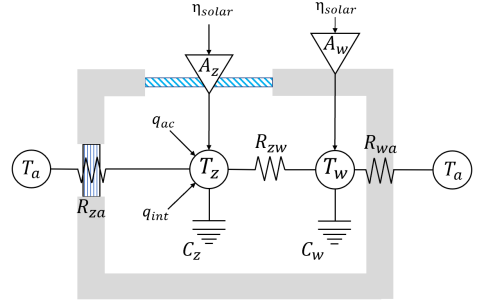 η_solar
η_solar
A_z
A_w
q_ac
R_zw
R_wa
T_a
T_z
T_w
T_a
R_za
q_int
C_z
C_w